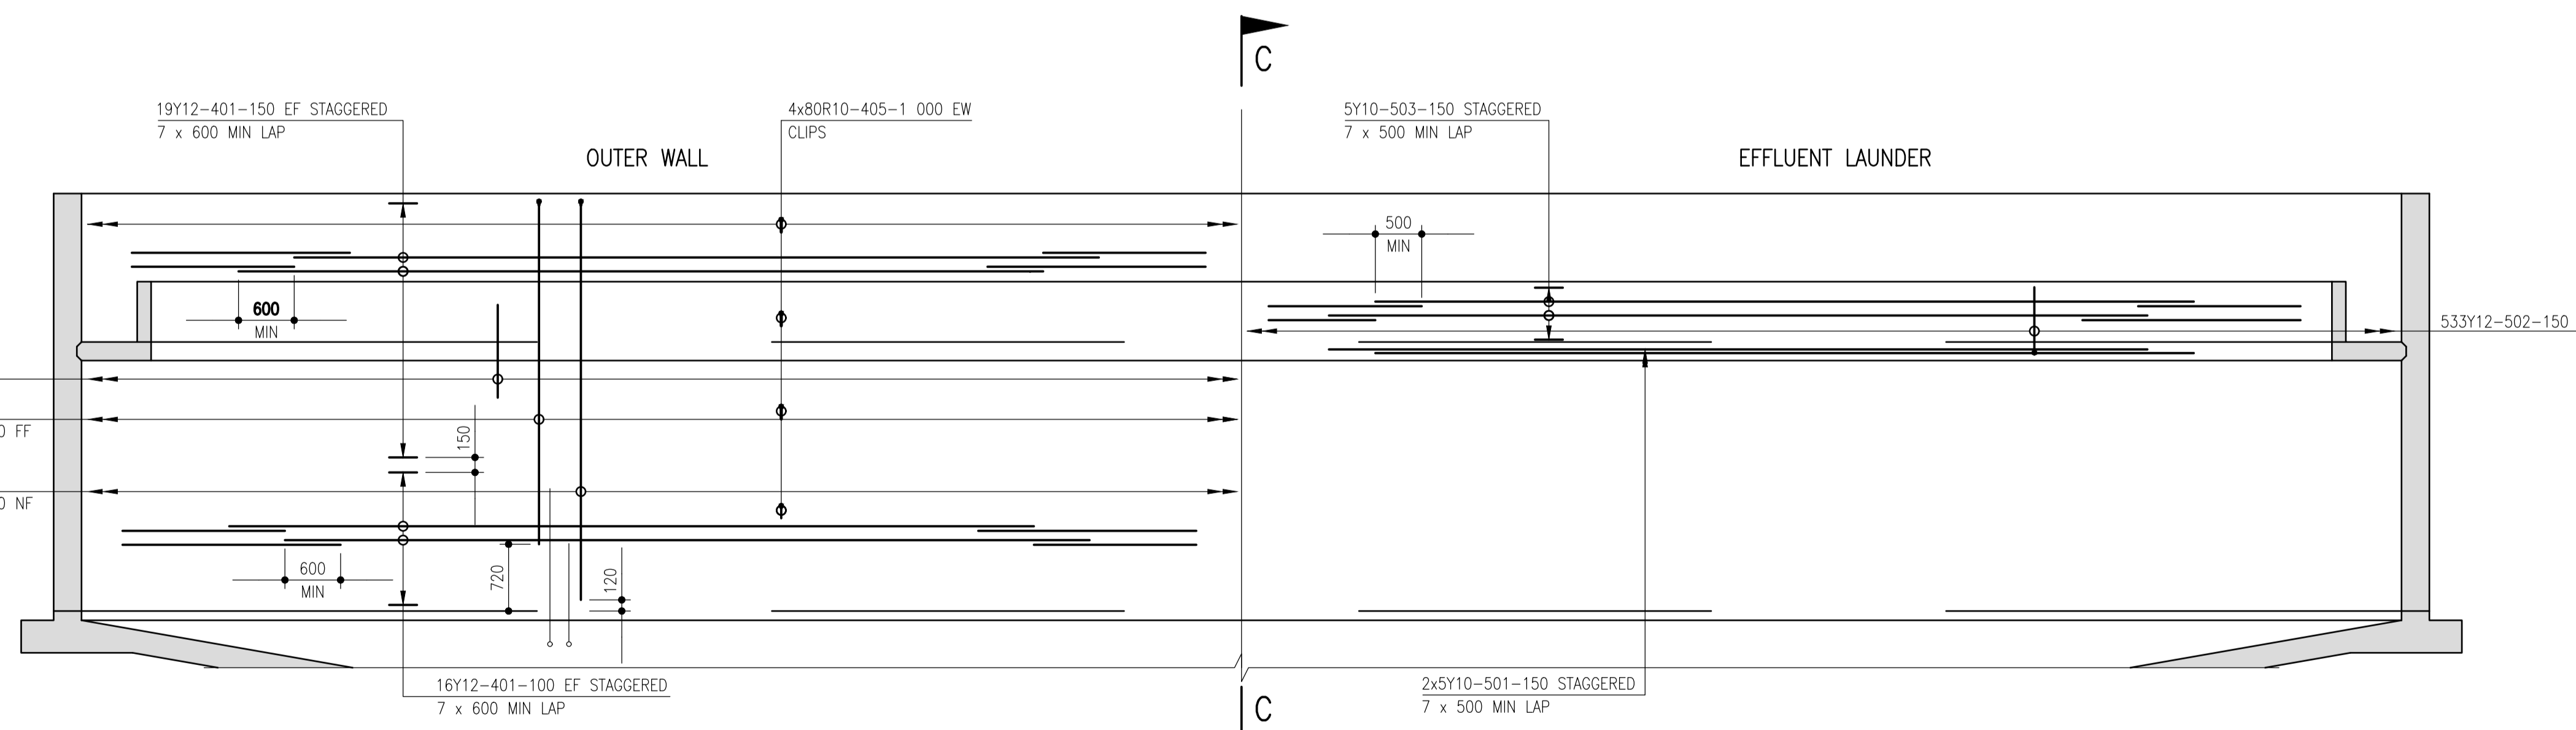 C
19Y12-401-150 EF STAGGERED
7 x 600 MIN LAP
4x80R10-405-1 000 EW
CLIPS
5Y10-503-150 STAGGERED
7 x 500 MIN LAP
OUTER WALL
EFFLUENT LAUNDER
500
MIN
600
MIN
533Y12-502-150
0 FF
150
0 NF
600
MIN
720
120
16Y12-401-100 EF STAGGERED
7 x 600 MIN LAP
2x5Y10-501-150 STAGGERED
7 x 500 MIN LAP
C